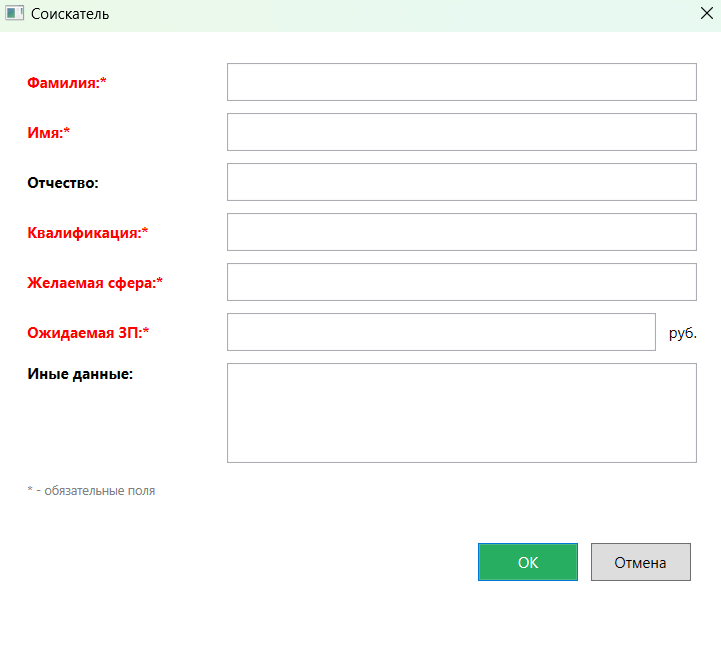 Соискатель
Фамилия:*
Имя:*
Отчество:
Квалификация:*
Желаемая сфера:*
Ожидаемая ЗП:*
руб.
Иные данные:
* - обязательные поля
OK
Отмена